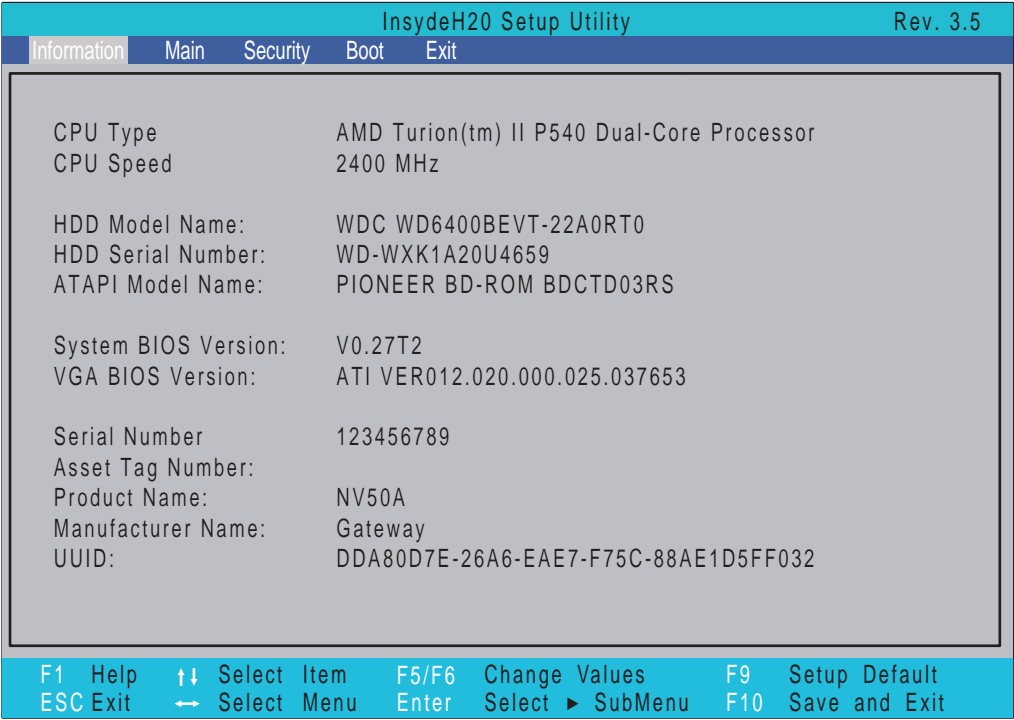 InsydeH20 Setup Utility Rev. 3.5
Information Main Security Boot Exit
CPU Type AMD Turion(tm) II P540 Dual-Core Processor
CPU Speed 2400 MHz
HDD Model Name: WDC WD6400BEVT-22A0RT0
HDD Serial Number: WD-WXK1A20U4659
ATAPI Model Name: PIONEER BD-ROM BDCTD03RS
System BIOS Version: V0.27T2
VGA BIOS Version: ATI VER012.020.000.025.037653
Serial Number 123456789
Asset Tag Number:
Product Name: NV50A
Manufacturer Name: Gateway
UUID: DDA80D7E-26A6-EAE7-F75C-88AE1D5FF032
F1 Help ↑↓ Select Item F5/F6 Change Values F9 Setup Default
ESC Exit ↔ Select Menu Enter Select ► SubMenu F10 Save and Exit